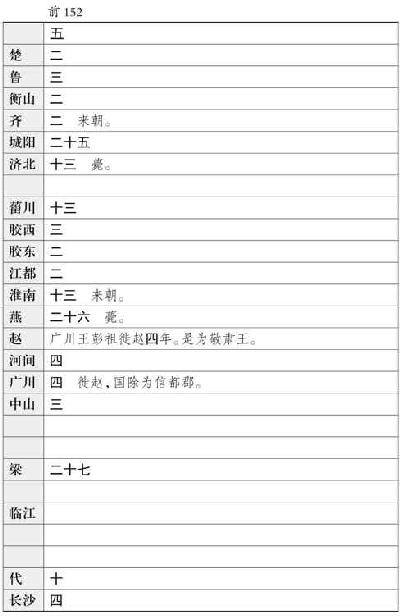 前152
五
楚 二
鲁 三
衡山 二
齐 二 来朝。
城阳 二十五
济北 十三 薨。
菑川 十三
胶西 三
胶东 二
江都 二
淮南 十三 来朝。
燕 二十六 薨。
赵 广川王彭祖徙赵四年。是为敬肃王。
河间 四
广川 四 徙赵,国除为信都郡。
中山 三
梁 二十七
临江
代 十
长沙 四